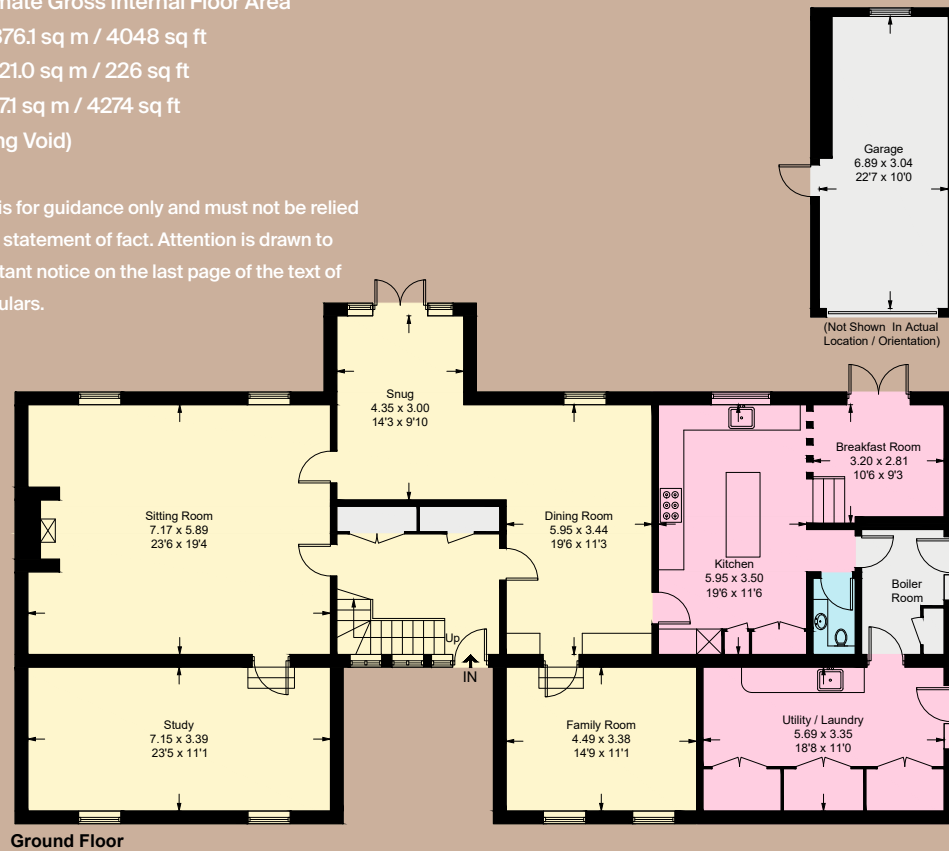 mate Gross Internal Floor Area
376.1 sq m / 4048 sq ft
21.0 sq m / 226 sq ft
7.1 sq m / 4274 sq ft
ng Void)
is for guidance only and must not be relied
statement of fact. Attention is drawn to
tant notice on the last page of the text of
ulars.
Garage
6.89 x 3.04
22'7 x 10'0
(Not Shown In Actual
Location / Orientation)
Snug
4.35 x 3.00
14'3 x 9'10
Breakfast Room
3.20 x 2.81
10'6 x 9'3
Sitting Room
7.17 x 5.89
23'6 x 19'4
Dining Room
5.95 x 3.44
19'6 x 11'3
Kitchen
5.95 x 3.50
19'6 x 11'6
Boiler
Room
Up
IN
Study
7.15 x 3.39
23'5 x 11'1
Family Room
4.49 x 3.38
14'9 x 11'1
Utility / Laundry
5.69 x 3.35
18'8 x 11'0
Ground Floor